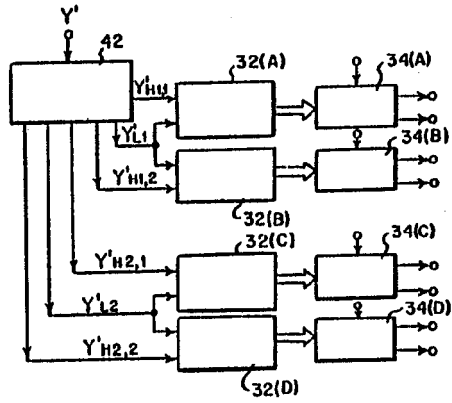 Y'
42
32(A)
34(A)
Y'H1,1
Y'L1
34(B)
Y'H1,2
32(B)
32(C)
34(C)
Y'H2,1
Y'L2
34(D)
Y'H2,2
32(D)